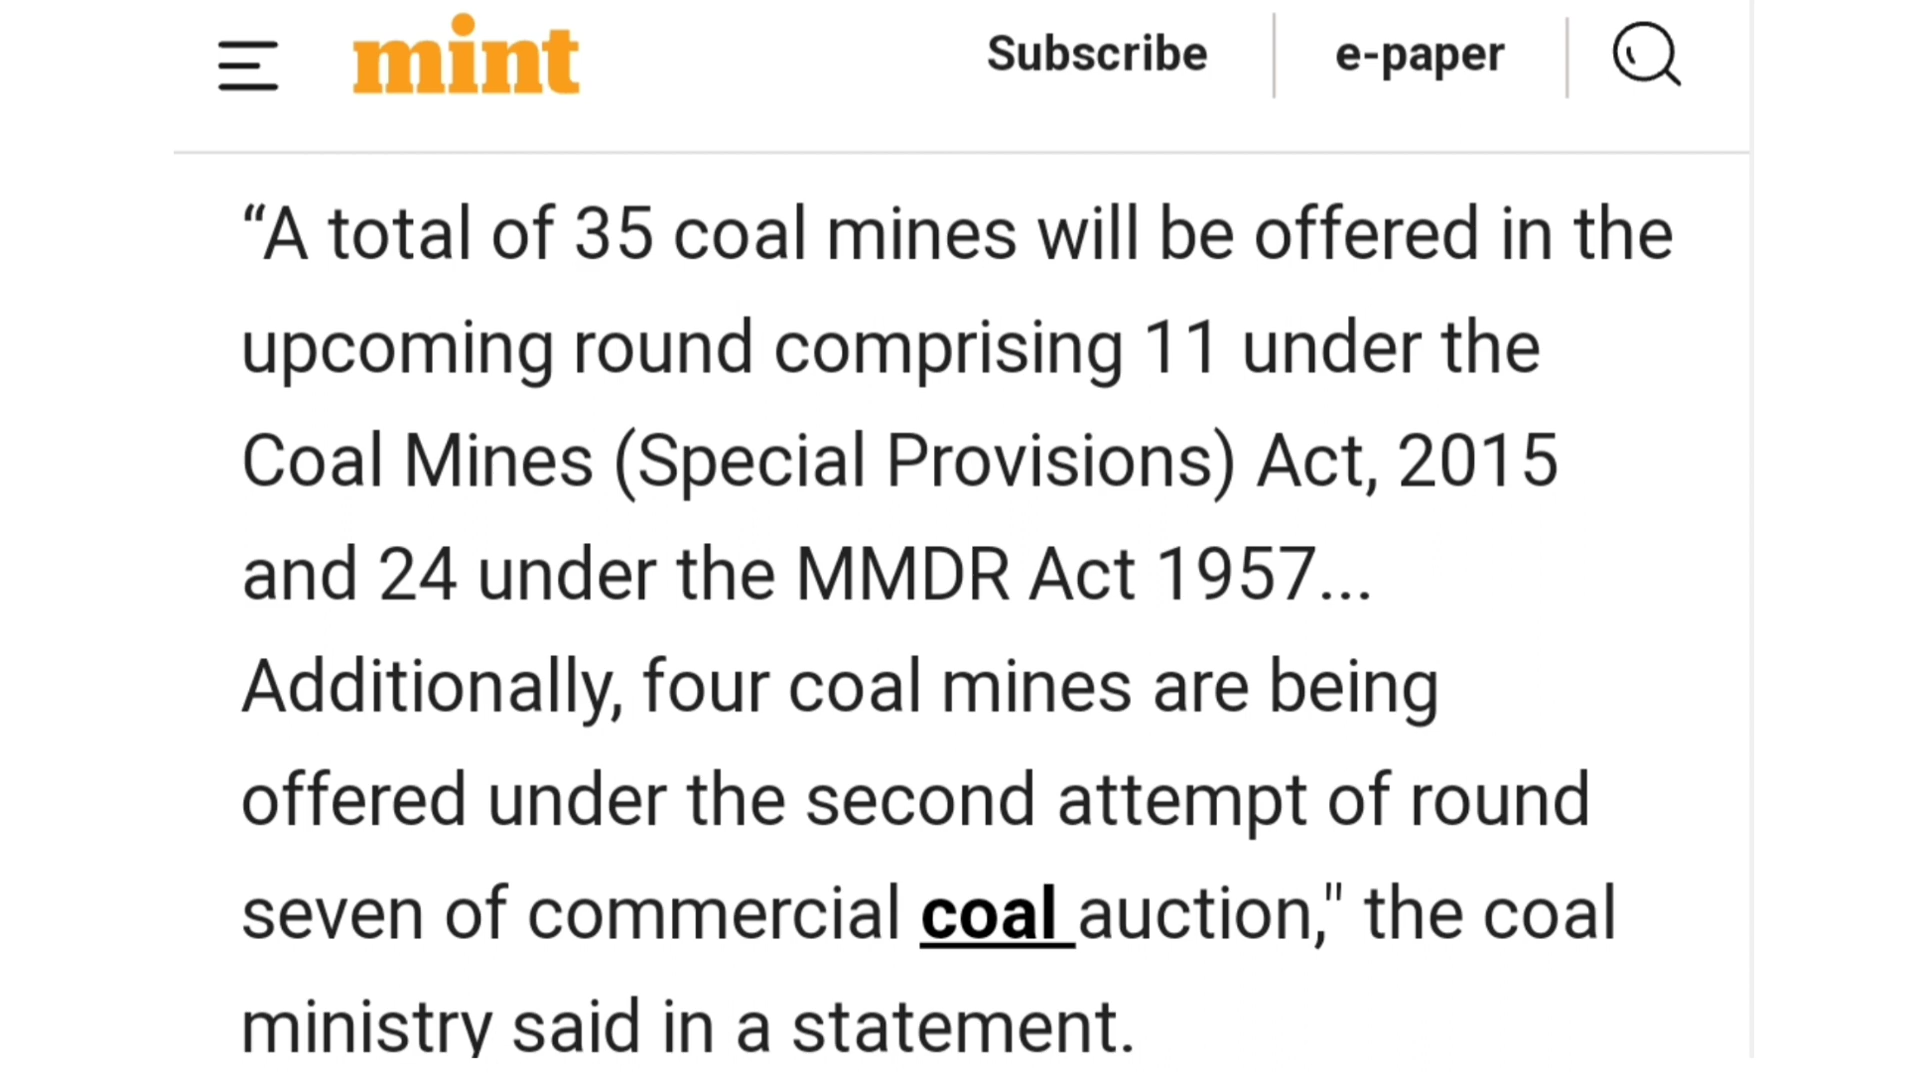 mint Subscribe e-paper
“A total of 35 coal mines will be offered in the
upcoming round comprising 11 under the
Coal Mines (Special Provisions) Act, 2015
and 24 under the MMDR Act 1957...
Additionally, four coal mines are being
offered under the second attempt of round
seven of commercial coal auction," the coal
ministry said in a statement.